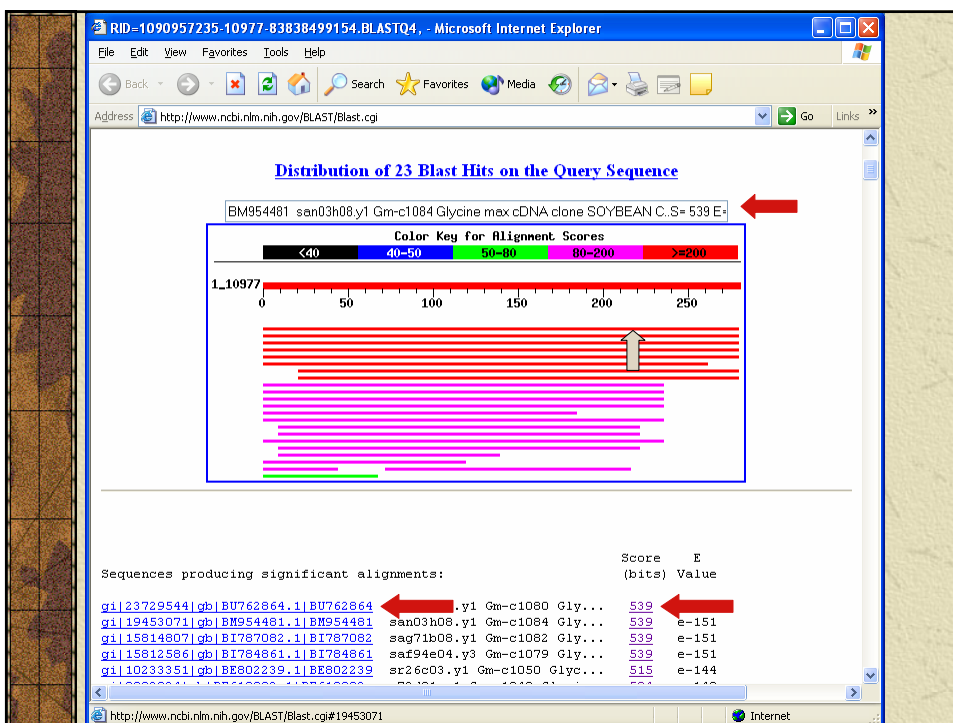 RID=1090957235-10977-83838499154.BLASTQ4, - Microsoft Internet Explorer
File Edit View Favorites Tools Help
Back Search Favorites Media
Address http://www.ncbi.nlm.nih.gov/BLAST/Blast.cgi Go Links »
Distribution of 23 Blast Hits on the Query Sequence
BM954481 san03h08.y1 Gm-c1084 Glycine max cDNA clone SOYBEAN C..S= 539 E=
Color Key for Alignment Scores
<40 40-50 50-80 80-200 >=200
1_10977
0 50 100 150 200 250
Score E
Sequences producing significant alignments: (bits) Value
gi|23729544|gb|BU762864.1|BU762864 .y1 Gm-c1080 Gly... 539
gi|19453071|gb|BM954481.1|BM954481 san03h08.y1 Gm-c1084 Gly... 539 e-151
gi|15814807|gb|BI787082.1|BI787082 sag71b08.y1 Gm-c1082 Gly... 539 e-151
gi|15812586|gb|BI784861.1|BI784861 saf94e04.y3 Gm-c1079 Gly... 539 e-151
gi|10233351|gb|BE802239.1|BE802239 sr26c03.y1 Gm-c1050 Glyc... 515 e-144
http://www.ncbi.nlm.nih.gov/BLAST/Blast.cgi#19453071 Internet